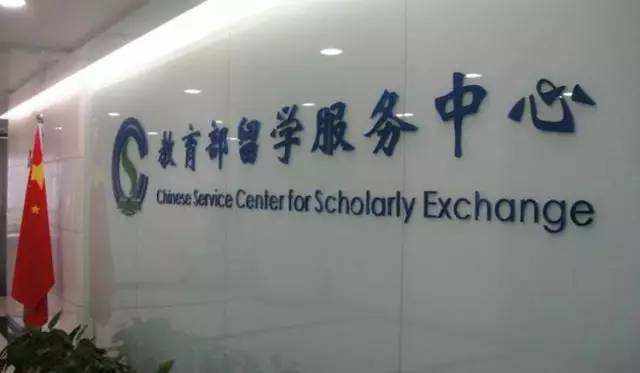 教育部留学服务中心
Chinese Service Center for Scholarly Exchange